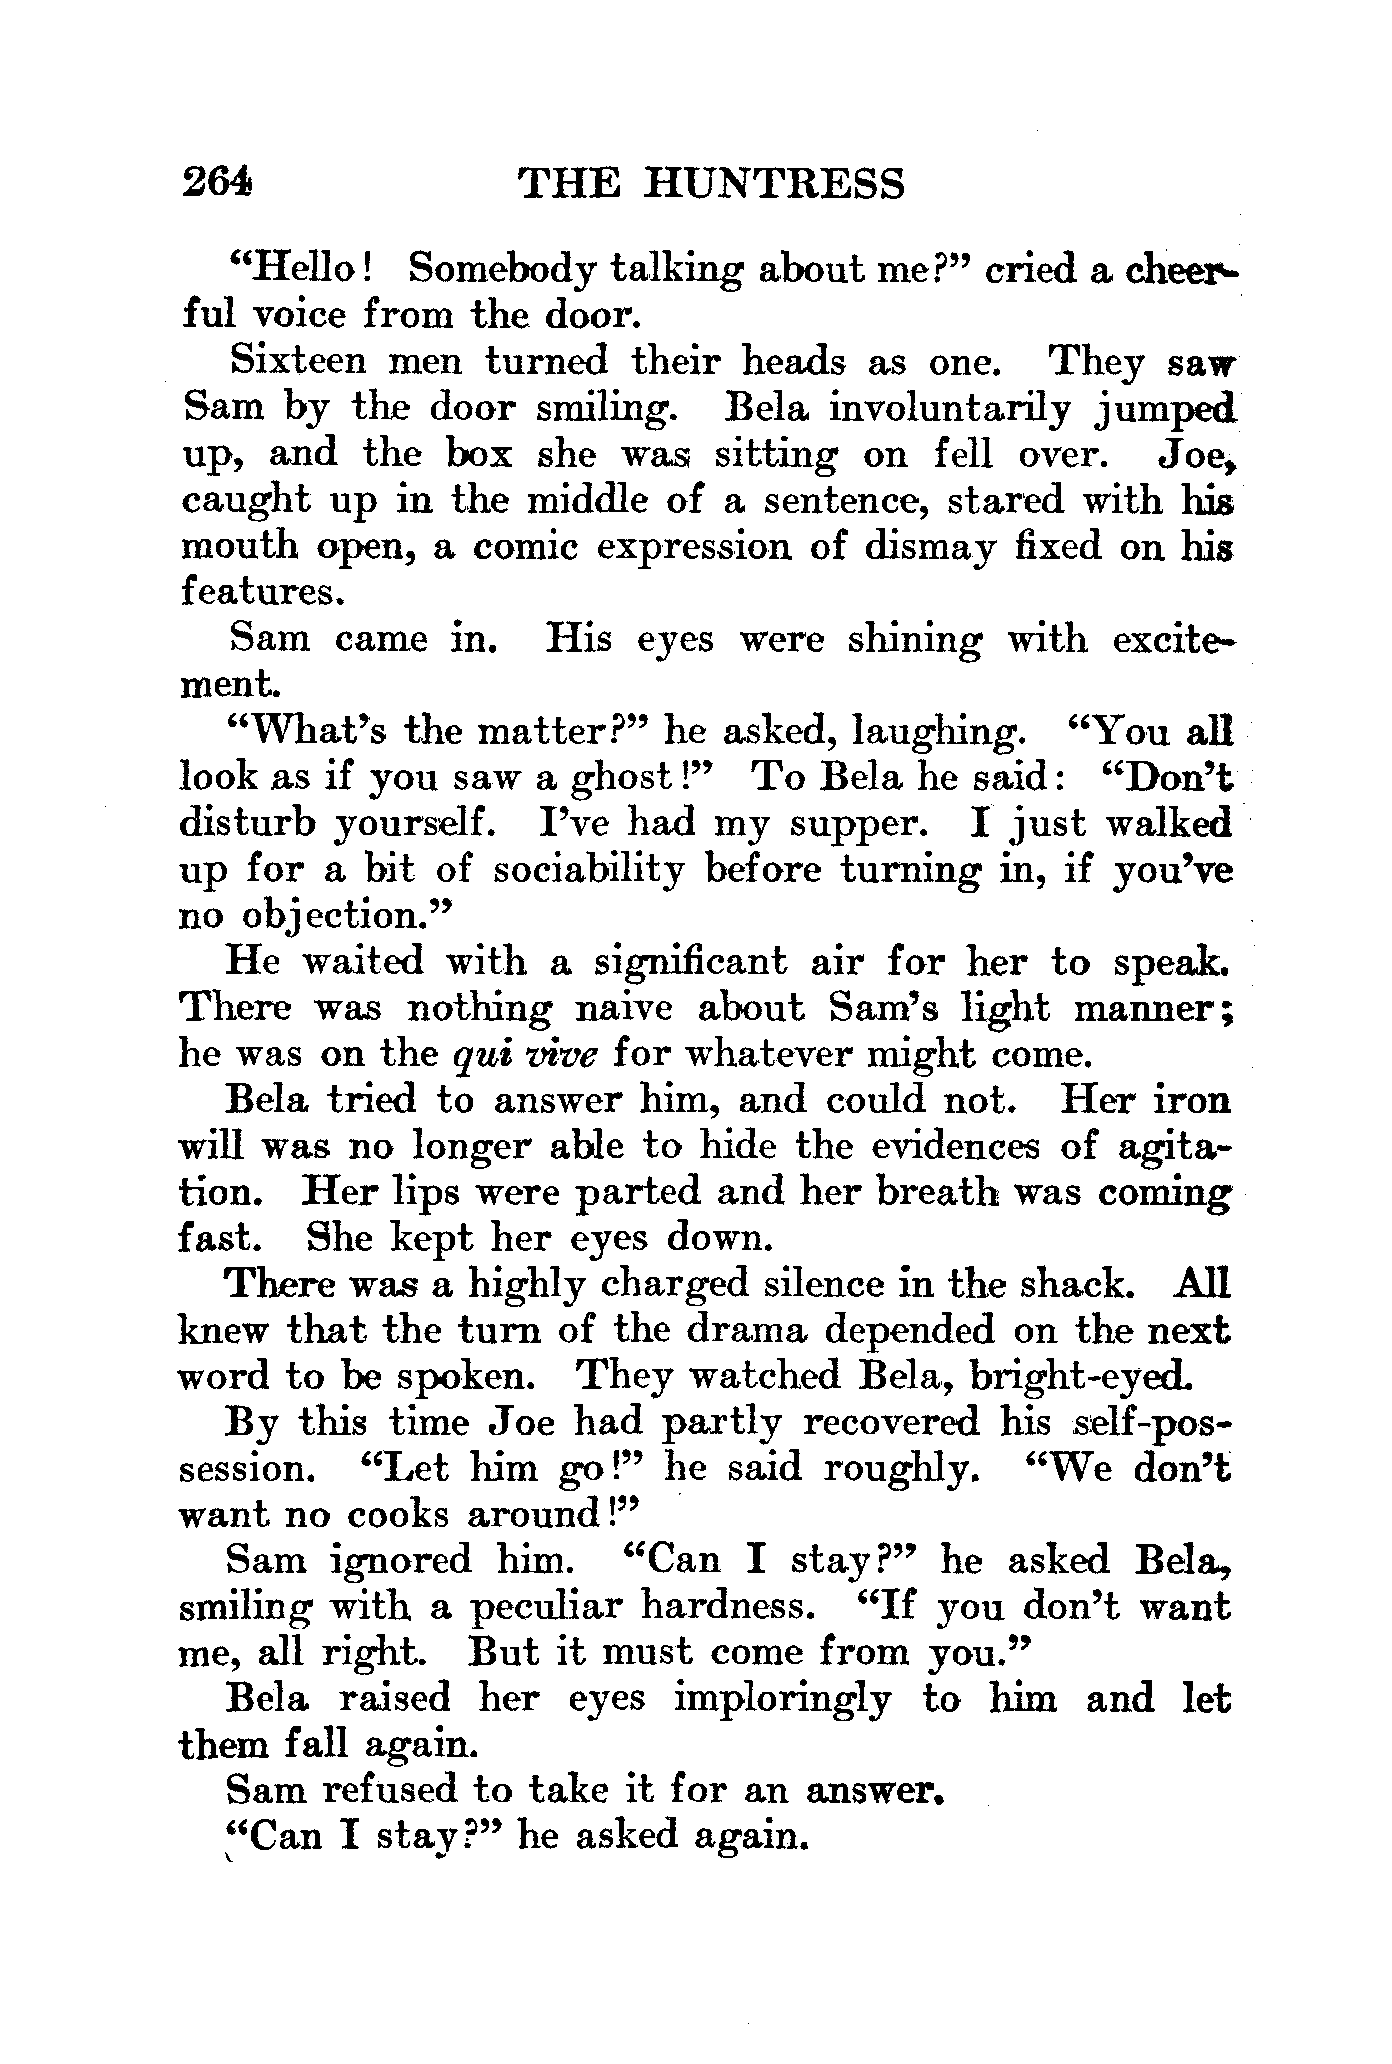 264 THE HUNTRESS
“Hello! Somebody talking about me?” cried a cheer-
ful voice from the door.
Sixteen men turned their heads as one. They saw
Sam by the door smiling. Bela involuntarily jumped
up, and the box she was sitting on fell over. Joe,
caught up in the middle of a sentence, stared with his
mouth open, a comic expression of dismay fixed on his
features.
Sam came in. His eyes were shining with excite-
ment.
“What’s the matter?” he asked, laughing. “You all
look as if you saw a ghost!” To Bela he said: “Don’t
disturb yourself. I’ve had my supper. I just walked
up for a bit of sociability before turning in, if you’ve
no objection.”
He waited with a significant air for her to speak.
There was nothing naive about Sam’s light manner;
he was on the qui vive for whatever might come.
Bela tried to answer him, and could not. Her iron
will was no longer able to hide the evidences of agita-
tion. Her lips were parted and her breath was coming
fast. She kept her eyes down.
There was a highly charged silence in the shack. All
knew that the turn of the drama depended on the next
word to be spoken. They watched Bela, bright-eyed.
By this time Joe had partly recovered his self-pos-
session. “Let him go!” he said roughly. “We don’t
want no cooks around!”
Sam ignored him. “Can I stay?” he asked Bela,
smiling with a peculiar hardness. “If you don’t want
me, all right. But it must come from you.”
Bela raised her eyes imploringly to him and let
them fall again.
Sam refused to take it for an answer.
“Can I stay?” he asked again.